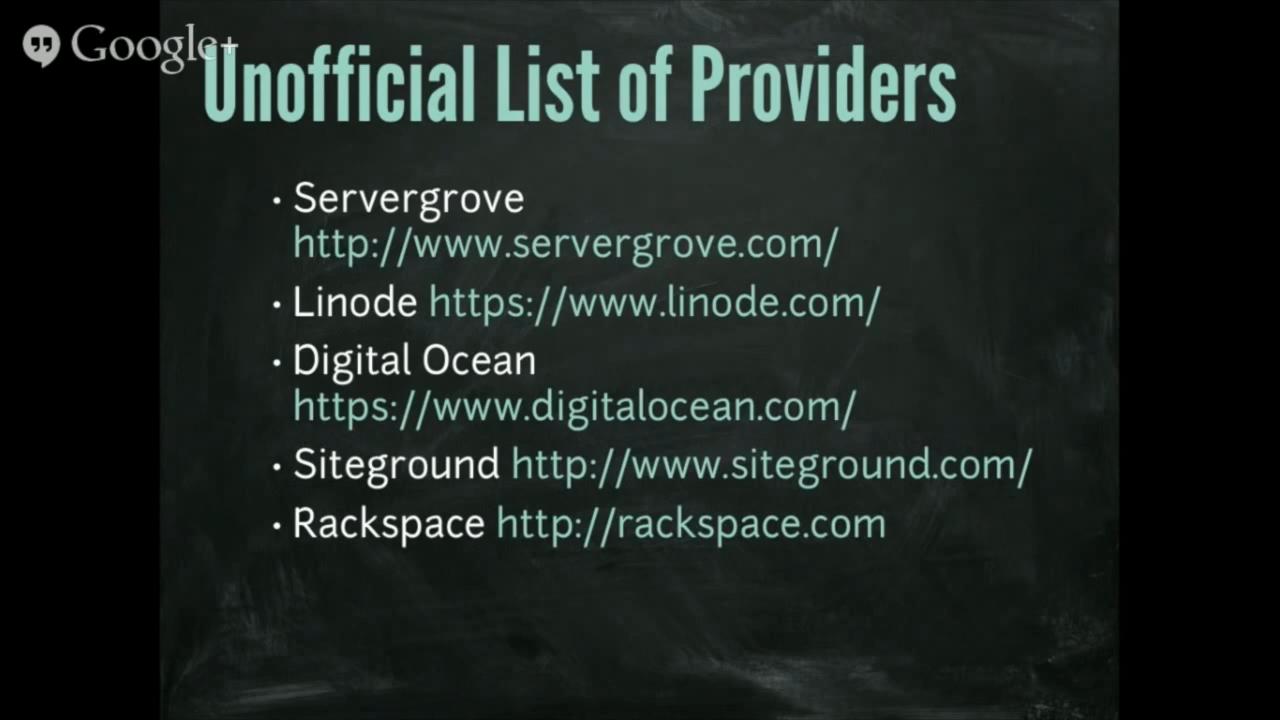 Google+
Unofficial List of Providers
• Servergrove
http://www.servergrove.com/
• Linode https://www.linode.com/
• Digital Ocean
https://www.digitalocean.com/
• Siteground http://www.siteground.com/
• Rackspace http://rackspace.com